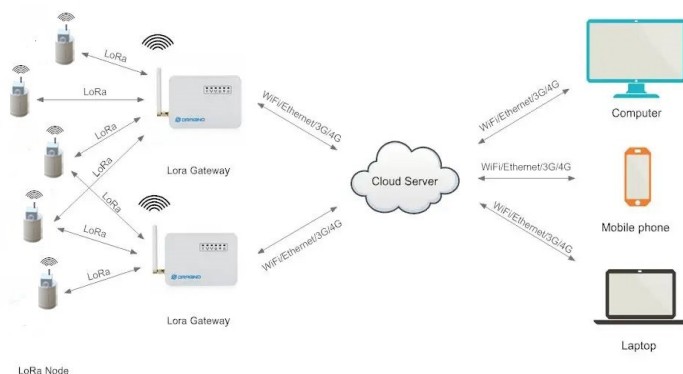 LoRa
LoRa
LoRa
LoRa
LoRa
LoRa
LoRa
DRAGINO
Lora Gateway
DRAGINO
Lora Gateway
LoRa Node
WiFi/Ethernet/3G/4G
WiFi/Ethernet/3G/4G
Cloud Server
WiFi/Ethernet/3G/4G
WiFi/Ethernet/3G/4G
WiFi/Ethernet/3G/4G
Computer
Mobile phone
Laptop